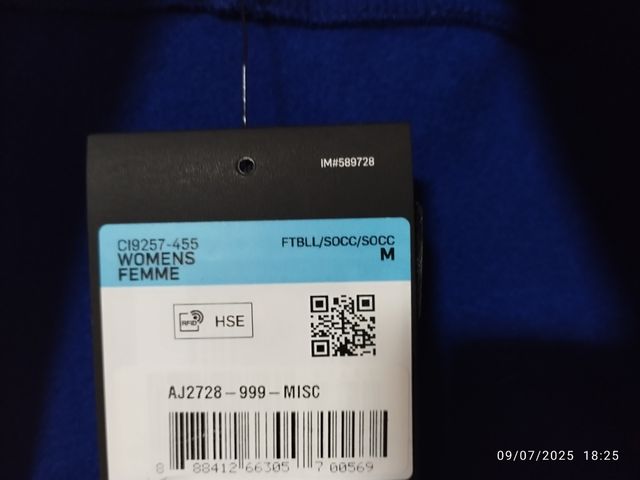 IM#589728
CI9257-455
WOMENS
FEMME
FTBLL/SOCC/SOCC
M
RFID
HSE
AJ2728-999-MISC
8 88412 66305 7 00569
09/07/2025 18:25